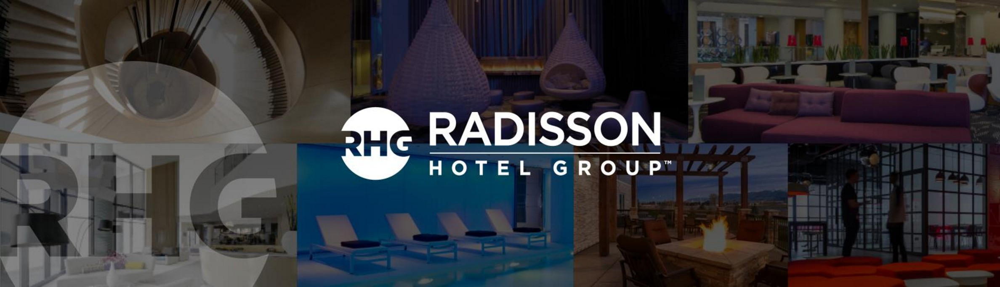 RHG
RADISSON
HOTEL GROUP™
RHG